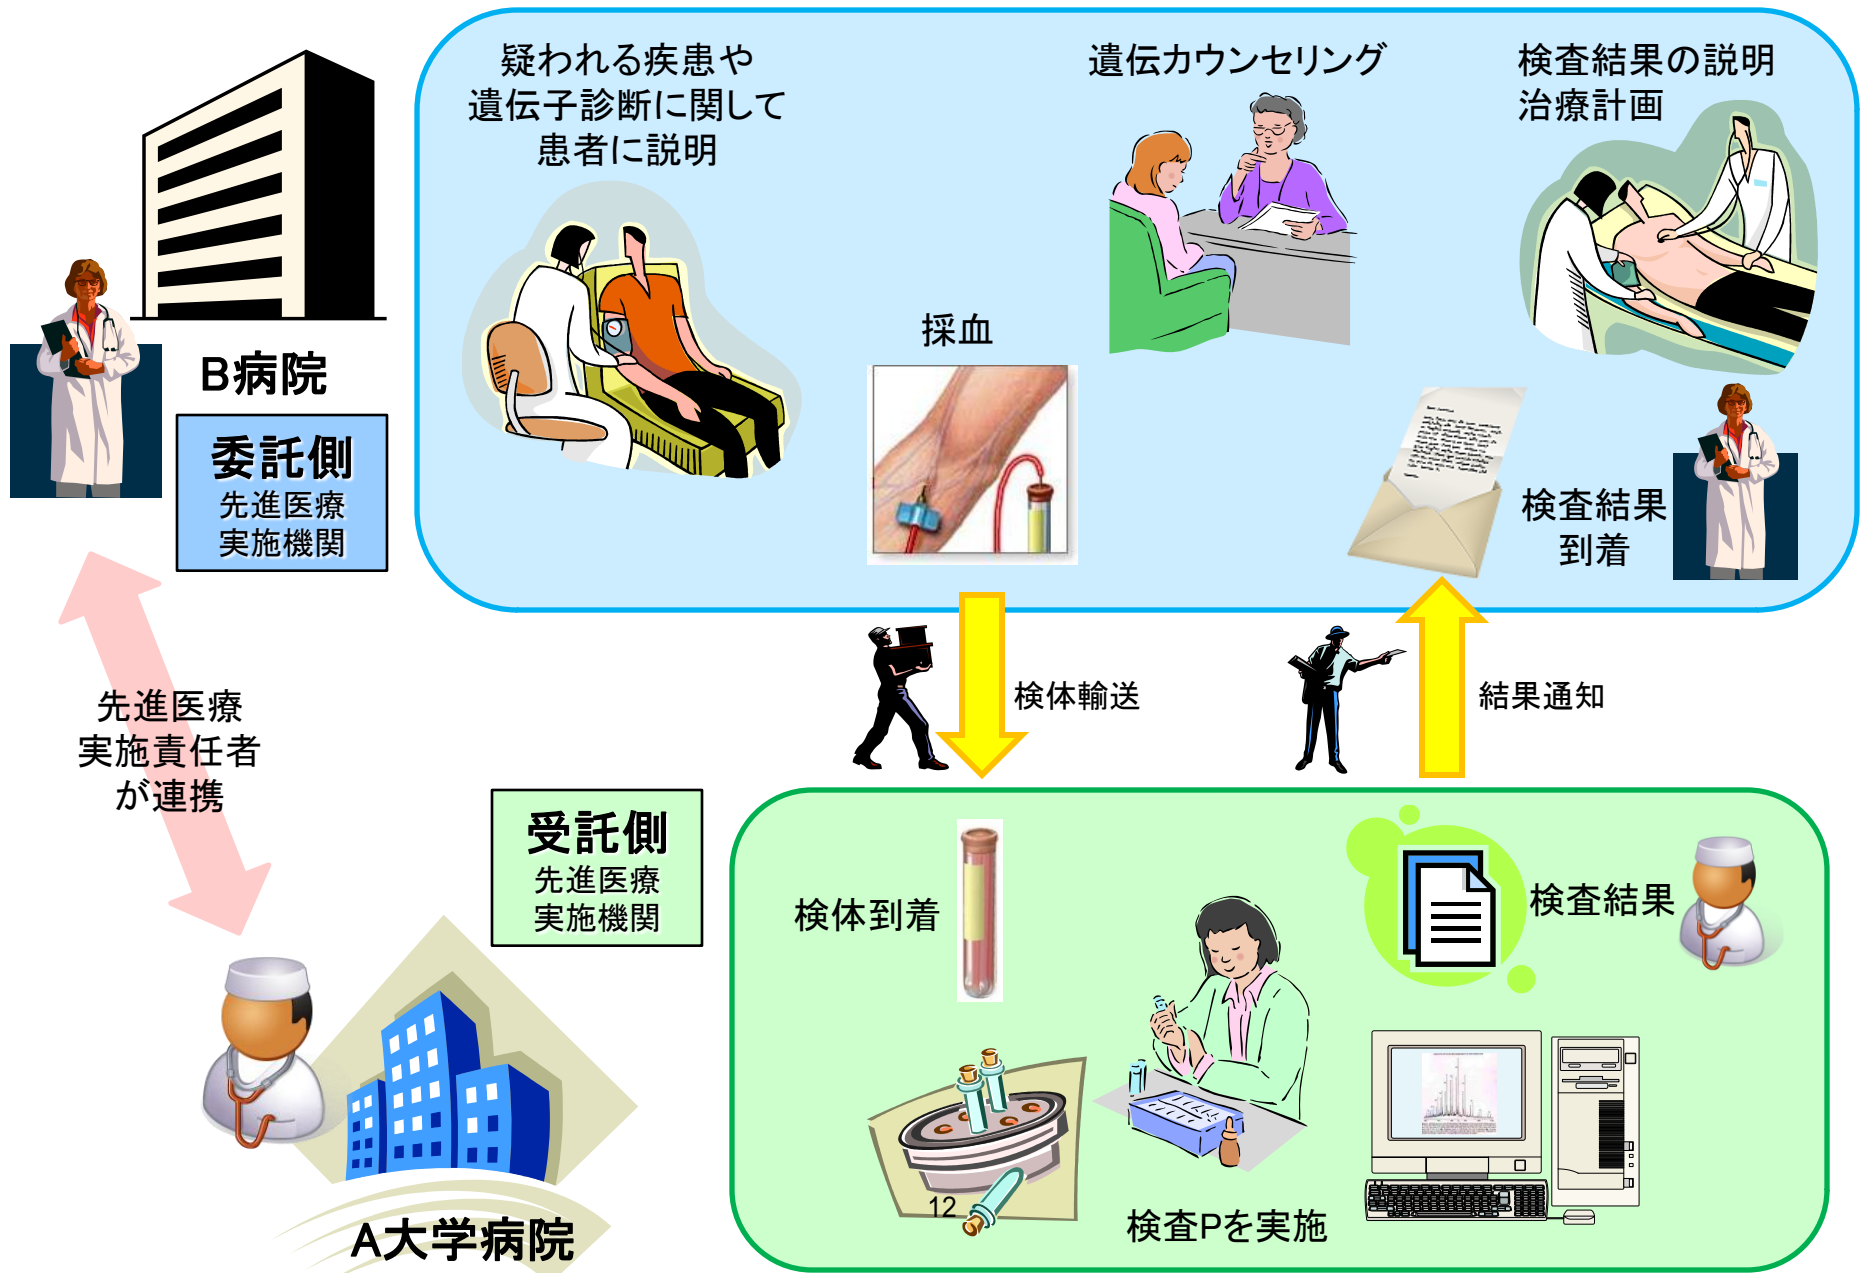 疑われる疾患や
遺伝子診断に関して
患者に説明
遺伝カウンセリング
検査結果の説明
治療計画
採血
B病院
委託側
先進医療
実施機関
検査結果
到着
検体輸送
結果通知
先進医療
実施責任者
が連携
受託側
先進医療
実施機関
検体到着
検査結果
12
検査Pを実施
A大学病院